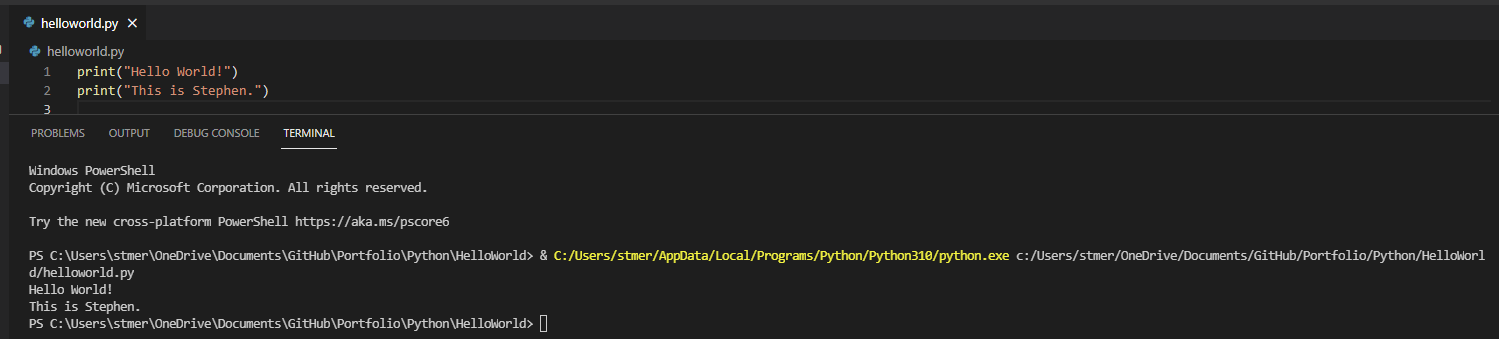 helloworld.py
helloworld.py
1 print("Hello World!")
2 print("This is Stephen.")
3
PROBLEMS OUTPUT DEBUG CONSOLE TERMINAL
Windows PowerShell
Copyright (C) Microsoft Corporation. All rights reserved.
Try the new cross-platform PowerShell https://aka.ms/pscore6
PS C:\Users\stmer\OneDrive\Documents\GitHub\Portfolio\Python\HelloWorld> & C:/Users/stmer/AppData/Local/Programs/Python/Python310/python.exe c:/Users/stmer/OneDrive/Documents/GitHub/Portfolio/Python/HelloWorl
d/helloworld.py
Hello World!
This is Stephen.
PS C:\Users\stmer\OneDrive\Documents\GitHub\Portfolio\Python\HelloWorld>